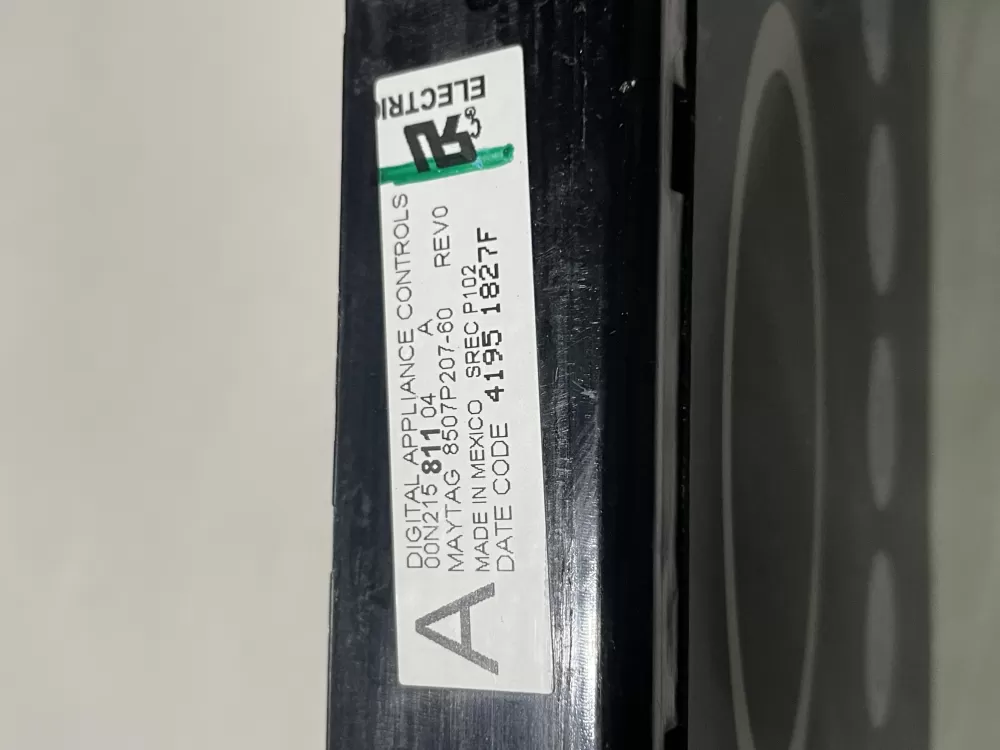 A
DIGITAL APPLIANCE CONTROLS
00N215 811 04 A
MAYTAG 8507P207-60 REV0
MADE IN MEXICO SREC P102
DATE CODE 4195 1827F
UR ®
ELECTRIC